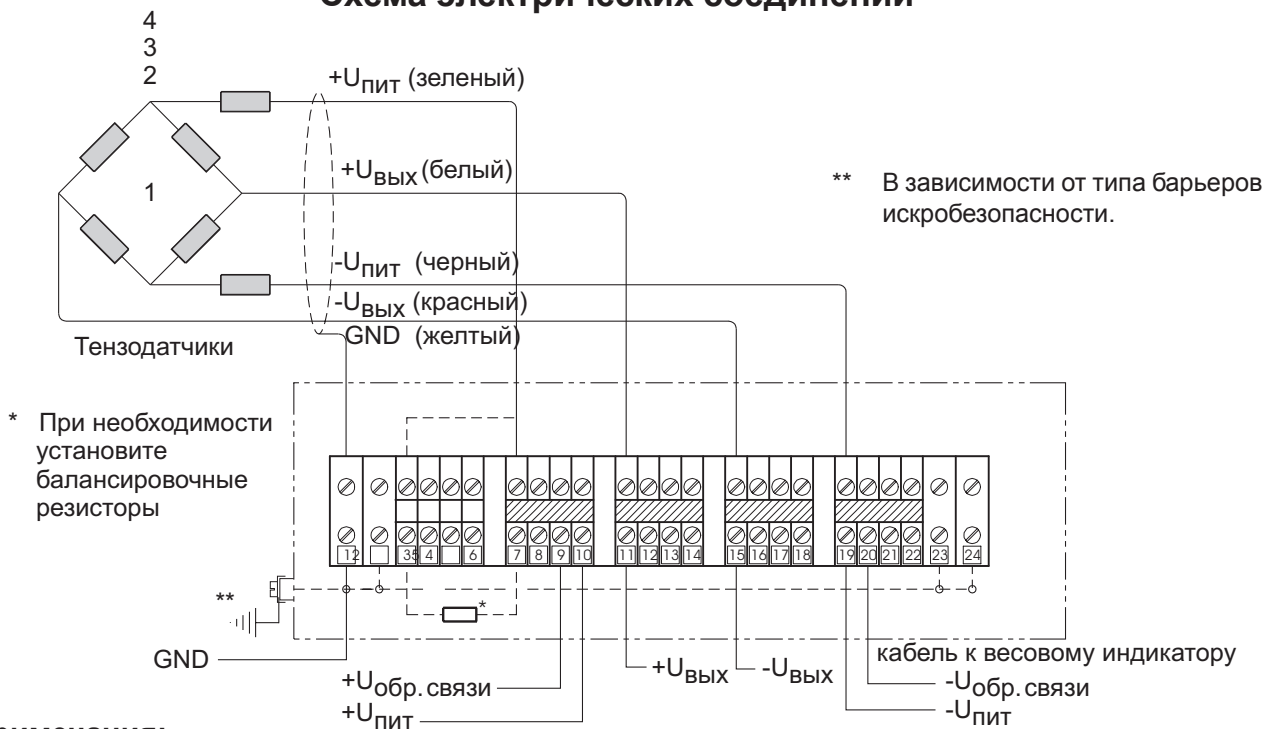 Схема электрических соединений
4
3
2
1
+Uпит (зеленый)
+Uвых (белый)
-Uпит (черный)
-Uвых (красный)
GND (желтый)
Тензодатчики
** В зависимости от типа барьеров
искробезопасности.
* При необходимости
установите
балансировочные
резисторы
12 35 4 6 7 8 9 10 11 12 13 14 15 16 17 18 19 20 21 22 23 24
**
*
GND
+Uобр. связи
+Uпит
+Uвых
-Uвых
кабель к весовому индикатору
-Uобр. связи
-Uпит